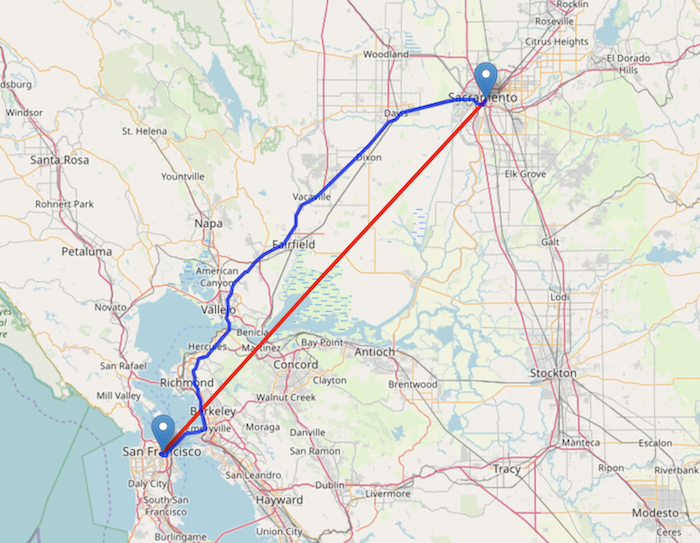 Rocklin
Roseville
Woodland
Citrus Heights
El Dorado
Hills
Sacramento
Windsor
St. Helena
Davis
Santa Rosa
Dixon
Yountville
Elk Grove
Rohnert Park
Vacaville
Napa
Petaluma
Fairfield
Galt
American
Canyon
Novato
Vallejo
Lodi
Benicia
Hercules
Martinez
Bay Point
Antioch
San Rafael
Concord
Richmond
Clayton
Brentwood
Stockton
Mill Valley
Walnut Creek
Berkeley
Moraga
Danville
San Francisco
San Ramon
Manteca
Escalon
Daly City
San Leandro
Tracy
Ripon
Riverbank
Dublin
Livermore
South San
Francisco
Hayward
Modesto
Burlingame
Union City
Ceres